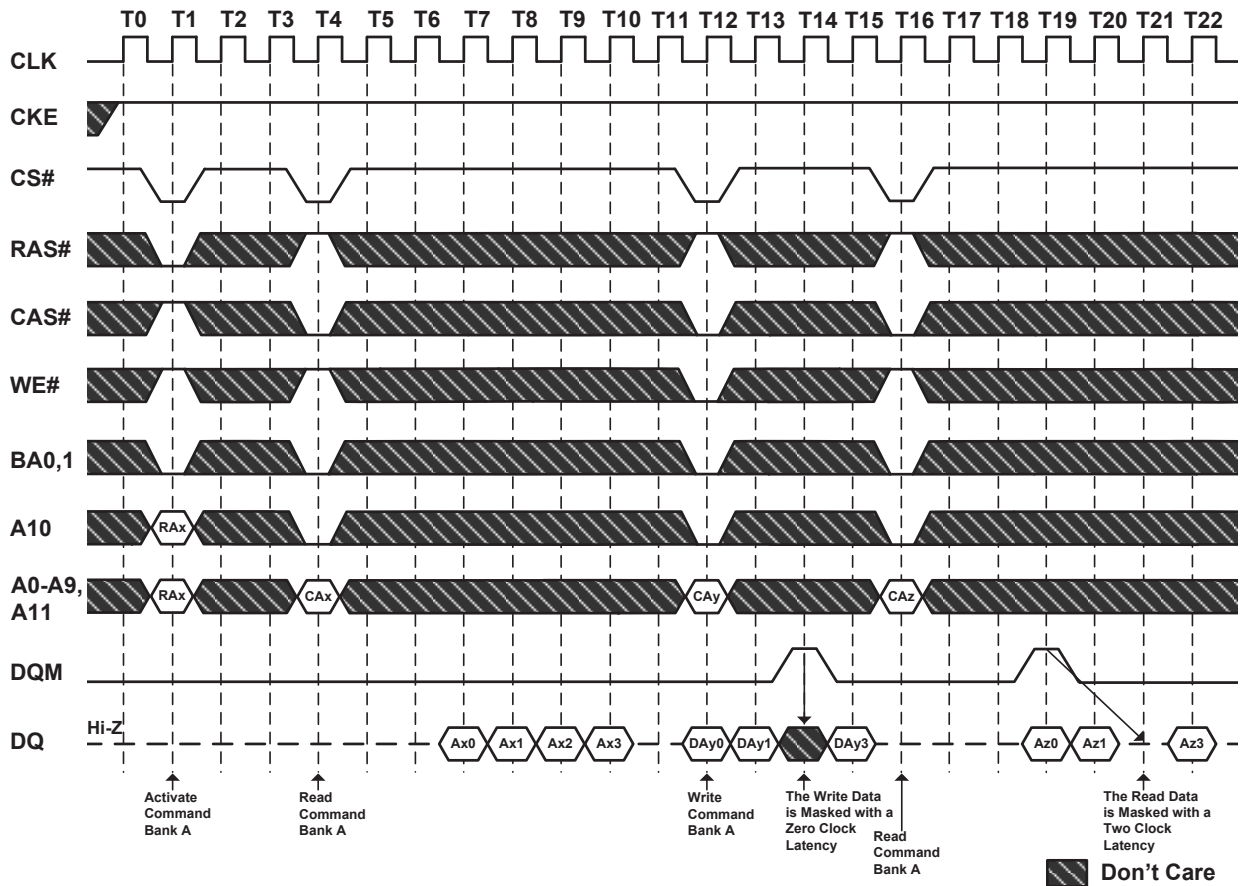 T0 T1 T2 T3 T4 T5 T6 T7 T8 T9 T10 T11 T12 T13 T14 T15 T16 T17 T18 T19 T20 T21 T22
CLK
CKE
CS#
RAS#
CAS#
WE#
BA0,1
A10 RAx
A0-A9, RAx CAx CAy CAz
A11
DQM
Hi-Z
DQ Ax0 Ax1 Ax2 Ax3 DAy0 DAy1 DAy3 Az0 Az1 Az3
Activate
Command
Bank A
Read
Command
Bank A
Write
Command
Bank A
The Write Data
is Masked with a
Zero Clock
Latency
Read
Command
Bank A
The Read Data
is Masked with a
Two Clock
Latency
Don't Care